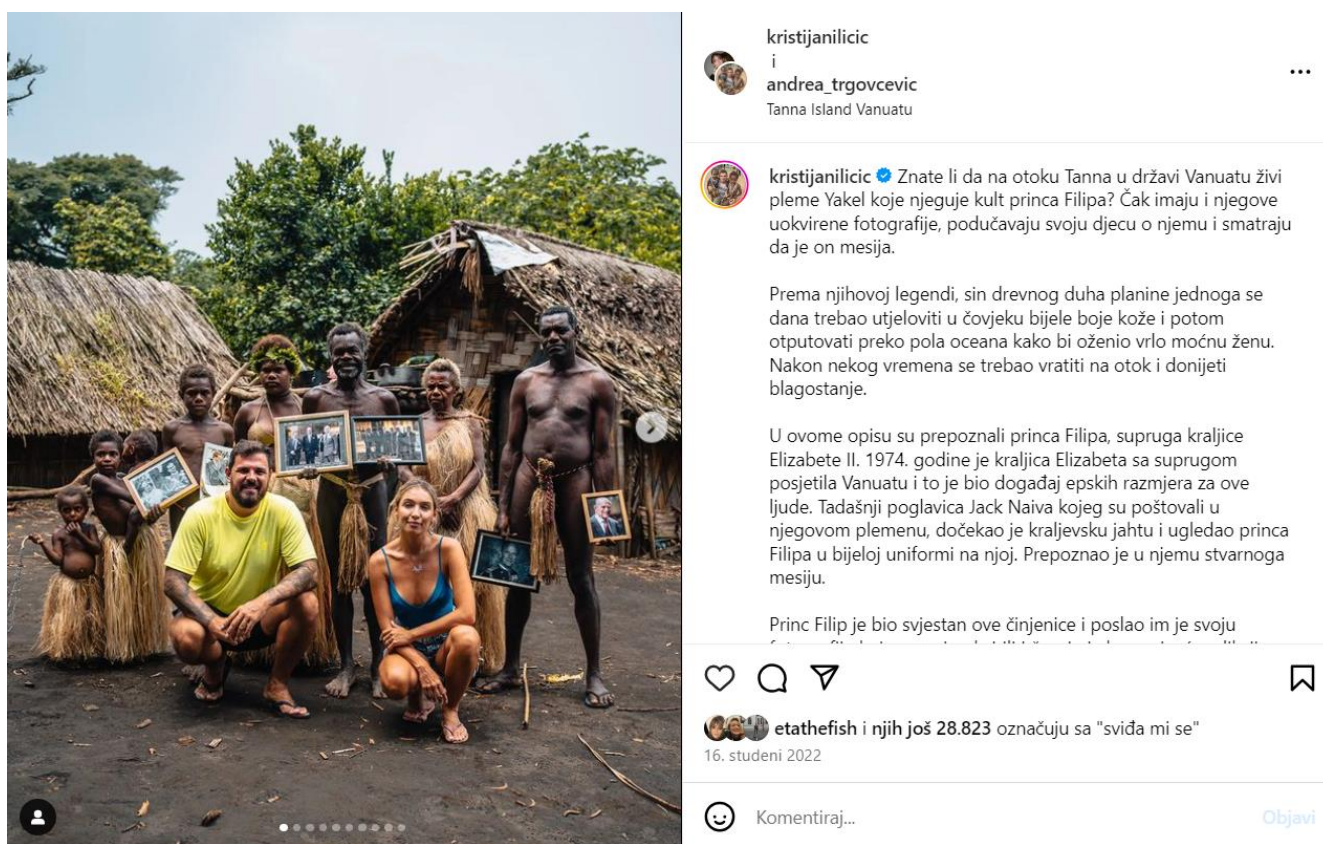 kristijanilicic
i
andrea_trgovcevic
Tanna Island Vanuatu
kristijanilicic Znate li da na otoku Tanna u državi Vanuatu živi
pleme Yakel koje njeguje kult princa Filipa? Čak imaju i njegove
uokvirene fotografije, podučavaju svoju djecu o njemu i smatraju
da je on mesija.
Prema njihovoj legendi, sin drevnog duha planine jednoga se
dana trebao utjeloviti u čovjeku bijele boje kože i potom
otputovati preko pola oceana kako bi oženio vrlo moćnu ženu.
Nakon nekog vremena se trebao vratiti na otok i donijeti
blagostanje.
U ovome opisu su prepoznali princa Filipa, supruga kraljice
Elizabete II. 1974. godine je kraljica Elizabeta sa suprugom
posjetila Vanuatu i to je bio događaj epskih razmjera za ove
ljude. Tadašnji poglavica Jack Naiva kojeg su poštovali u
njegovom plemenu, dočekao je kraljevsku jahtu i ugledao princa
Filipa u bijeloj uniformi na njoj. Prepoznao je u njemu stvarnoga
mesiju.
Princ Filip je bio svjestan ove činjenice i poslao im je svoju
etathefish i njih još 28.823 označuju sa "sviđa mi se"
16. studeni 2022
Komentiraj...
Objavi